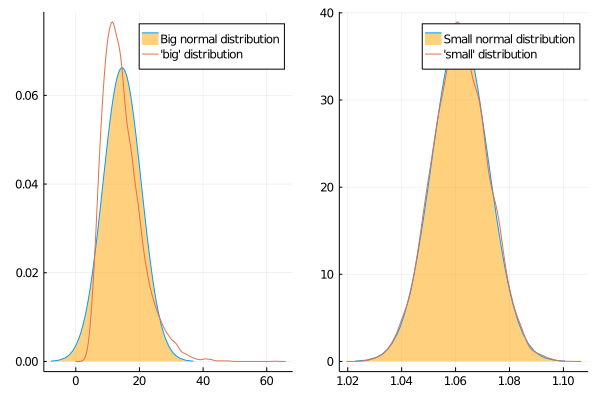 Big normal distribution
'big' distribution
0.06
0.04
0.02
0.00
0 20 40 60
Small normal distribution
'small' distribution
40
30
20
10
0
1.02 1.04 1.06 1.08 1.10